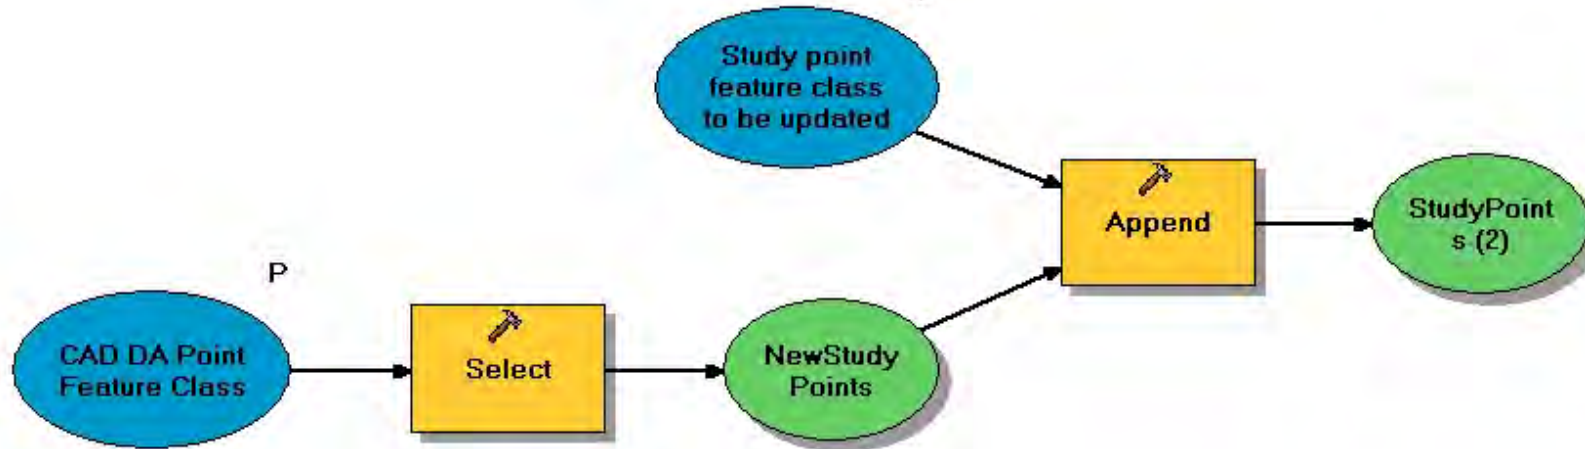 Study point
feature class
to be updated
Append
StudyPoint
s (2)
P
CAD DA Point
Feature Class
Select
NewStudy
Points